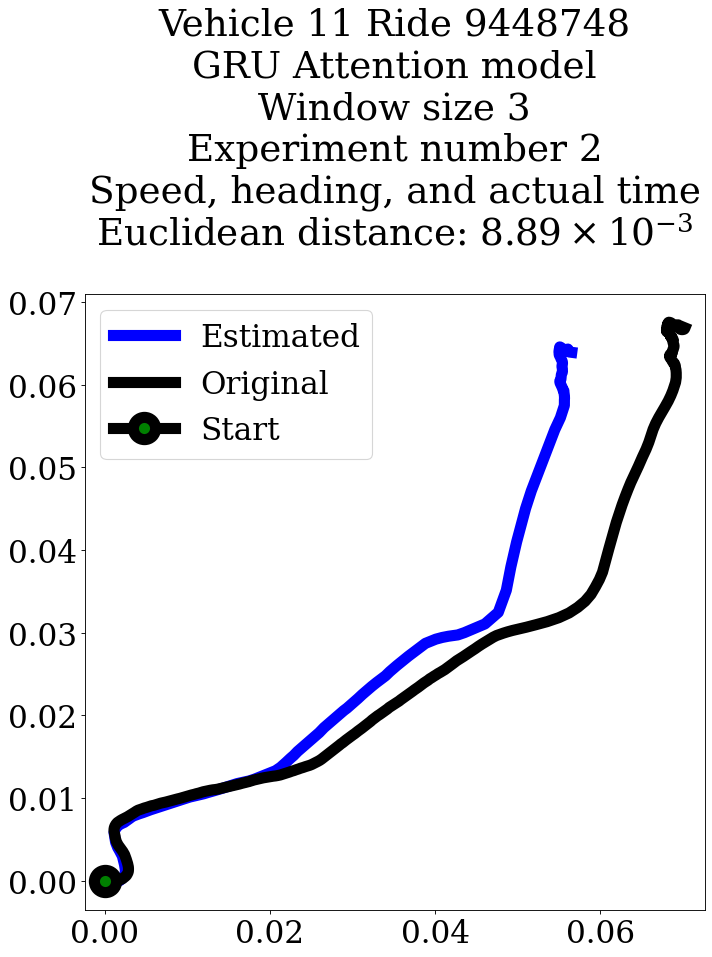 Vehicle 11 Ride 9448748
GRU Attention model
Window size 3
Experiment number 2
Speed, heading, and actual time
Euclidean distance: 8.89 × 10⁻³
0.07
0.06
0.05
0.04
0.03
0.02
0.01
0.00
Estimated
Original
Start
0.00 0.02 0.04 0.06